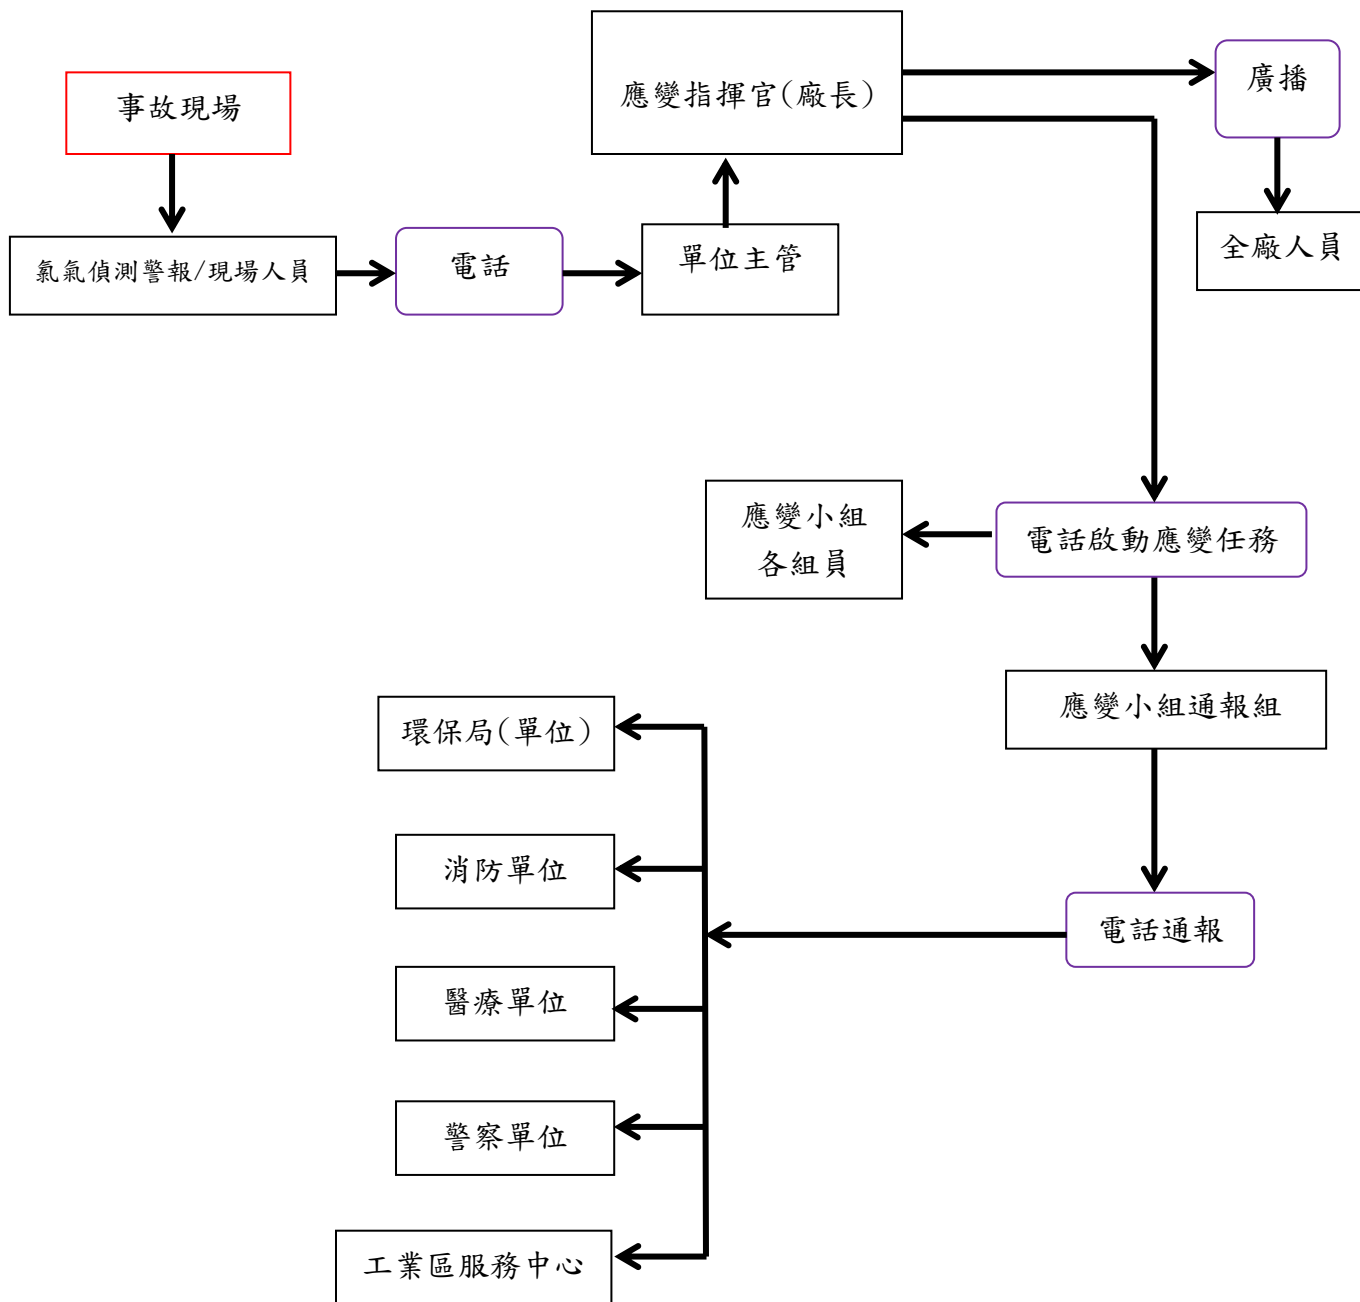 事故現場
應變指揮官(廠長)
廣播
氯氣偵測警報/現場人員
電話
單位主管
全廠人員
應變小組
各組員
電話啟動應變任務
應變小組通報組
環保局(單位)
消防單位
電話通報
醫療單位
警察單位
工業區服務中心